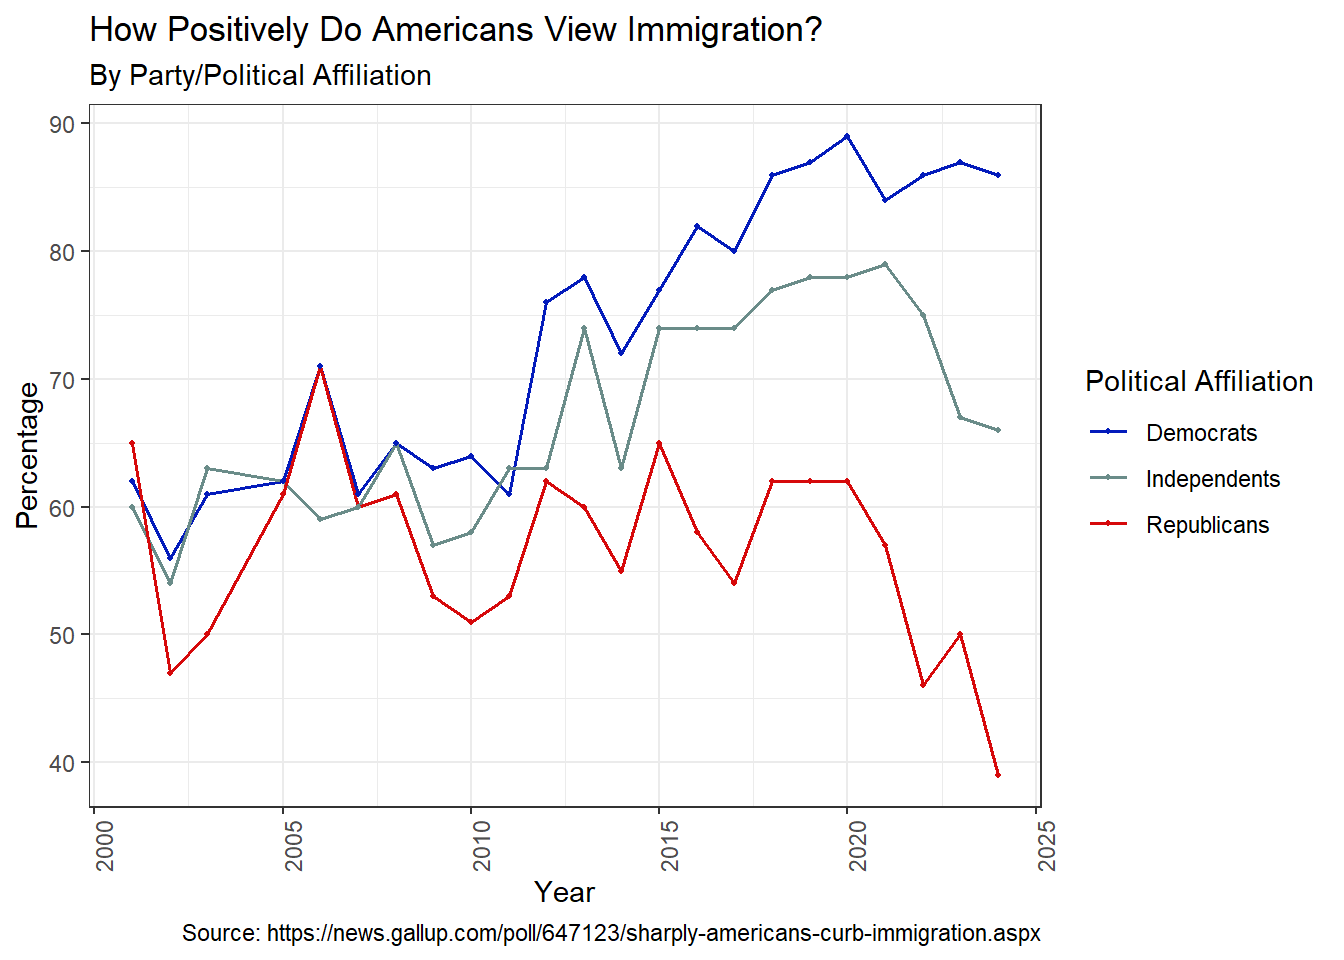 How Positively Do Americans View Immigration?
By Party/Political Affiliation
Percentage
90
80
70
60
50
40
2000
2005
2010
2015
2020
2025
Year
Political Affiliation
Democrats
Independents
Republicans
Source: https://news.gallup.com/poll/647123/sharply-americans-curb-immigration.aspx